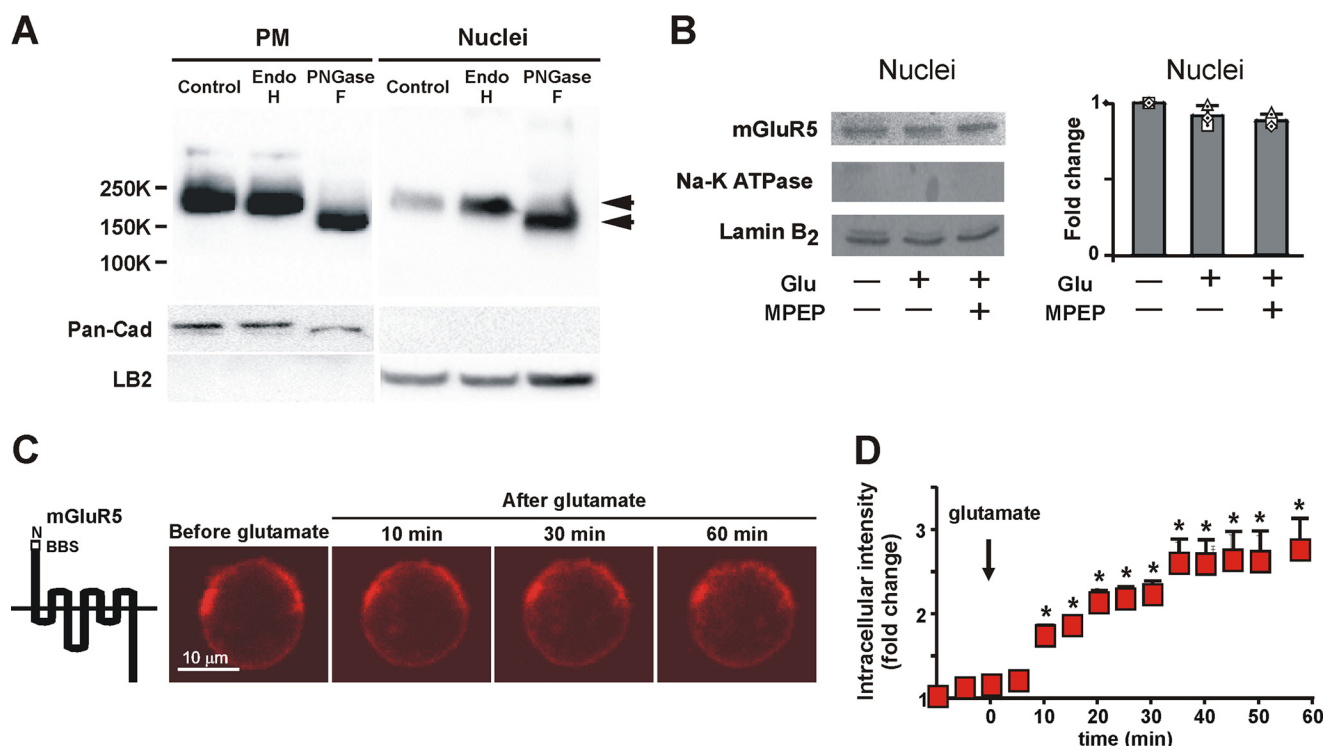 A
PM Nuclei
Control Endo H PNGase F Control Endo H PNGase F
250K
150K
100K
Pan-Cad
LB2
B
Nuclei
mGluR5
Na-K ATPase
Lamin B2
Glu — + +
MPEP +
Nuclei
Fold change
1
0
Glu — + +
MPEP +
C
mGluR5
N
BBS
After glutamate
Before glutamate 10 min 30 min 60 min
10 μm
D
glutamate
Intracellular intensity
(fold change)
3
2
1
* * * * * * * * * * *
0 10 20 30 40 50 60
time (min)